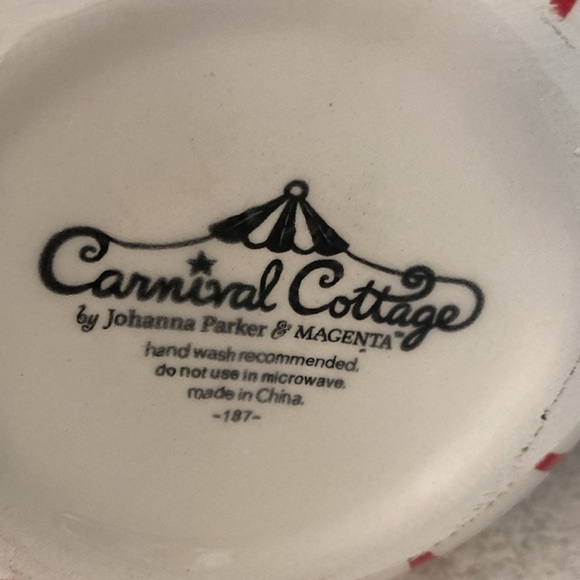 Carnival Cottage
by Johanna Parker & MAGENTA™
hand wash recommended.
do not use in microwave.
made in China.
-187-